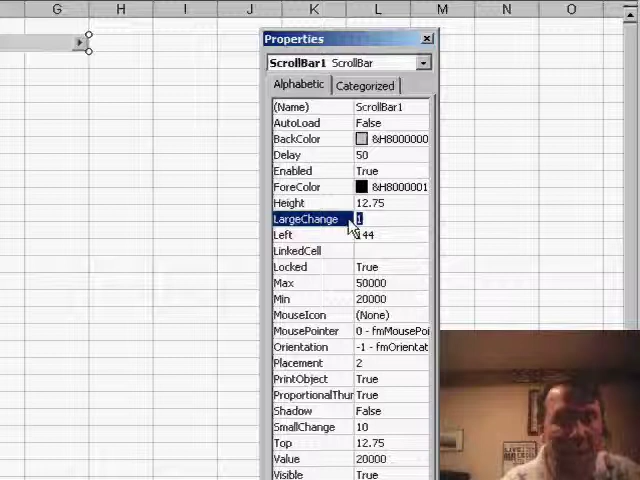 G H I J K L M N O
Properties
ScrollBar1 ScrollBar
Alphabetic Categorized
(Name) ScrollBar1
AutoLoad False
BackColor &H8000000
Delay 50
Enabled True
ForeColor &H8000001
Height 12.75
LargeChange 1
Left 144
LinkedCell
Locked True
Max 50000
Min 20000
MouseIcon (None)
MousePointer 0 - fmMousePoi
Orientation -1 - fmOrientat
Placement 2
PrintObject True
ProportionalThur True
Shadow False
SmallChange 10
Top 12.75
Value 20000
Visible True